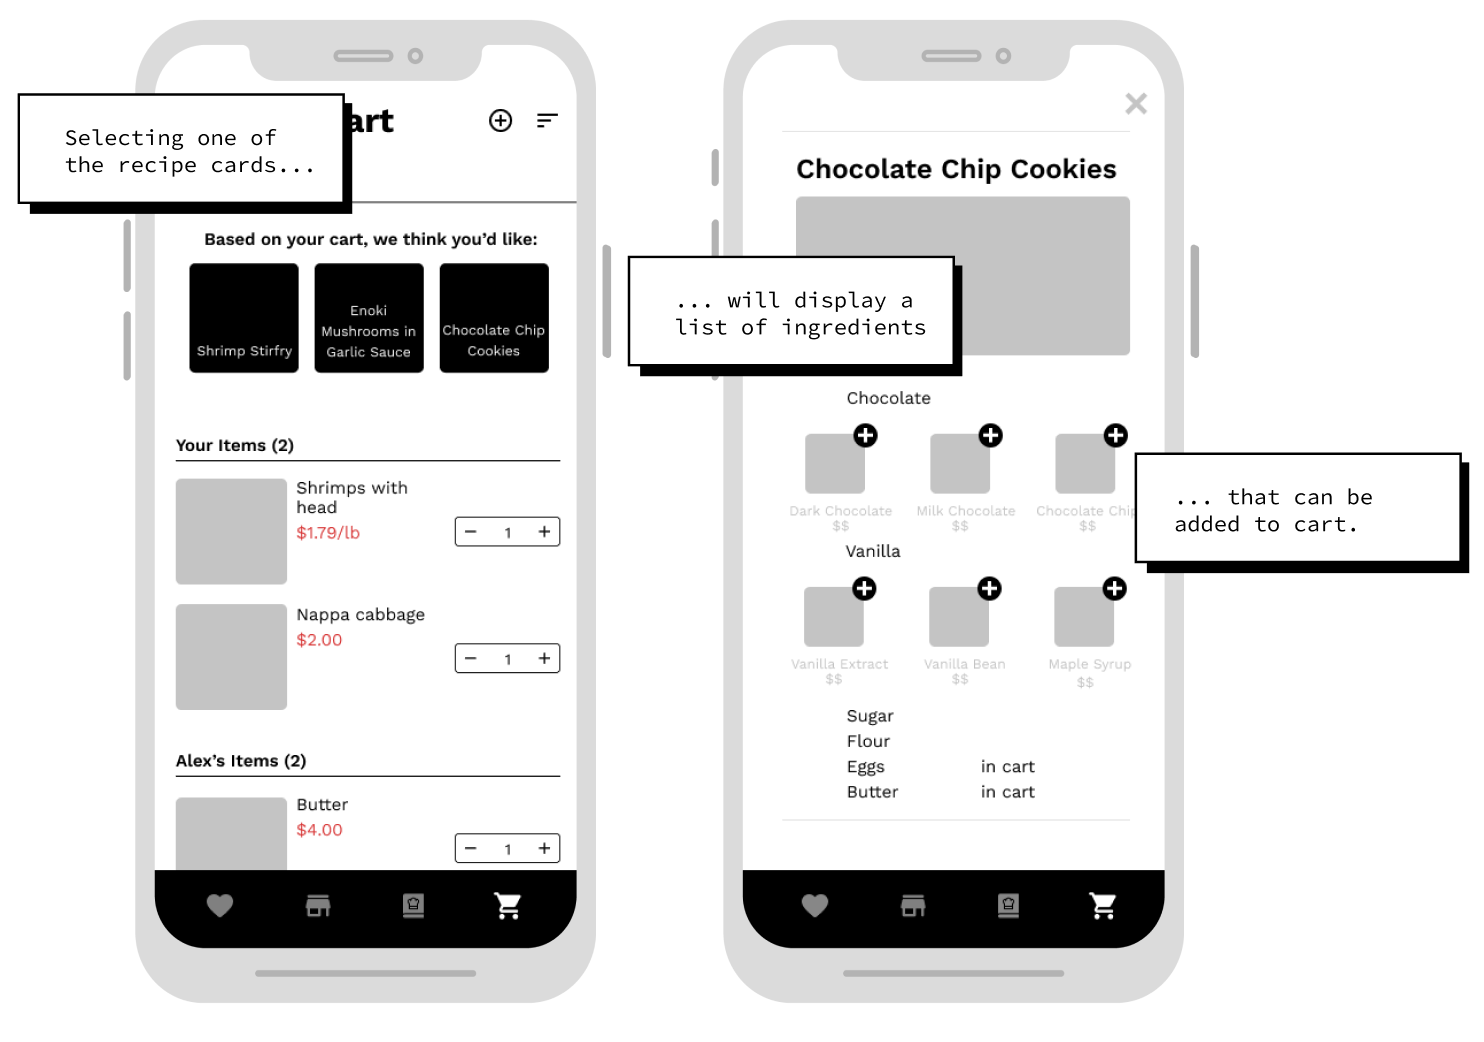 Selecting one of
the recipe cards...
art
Based on your cart, we think you’d like:
Shrimp Stirfry
Enoki
Mushrooms in
Garlic Sauce
Chocolate Chip
Cookies
Your Items (2)
Shrimps with
head
$1.79/lb
− 1 +
Nappa cabbage
$2.00
− 1 +
Alex’s Items (2)
Butter
$4.00
− 1 +
Chocolate Chip Cookies
... will display a
list of ingredients
Chocolate
Dark Chocolate
$$
Milk Chocolate
$$
Chocolate Chip
$$
... that can be
added to cart.
Vanilla
Vanilla Extract
$$
Vanilla Bean
$$
Maple Syrup
$$
Sugar
Flour
Eggs in cart
Butter in cart